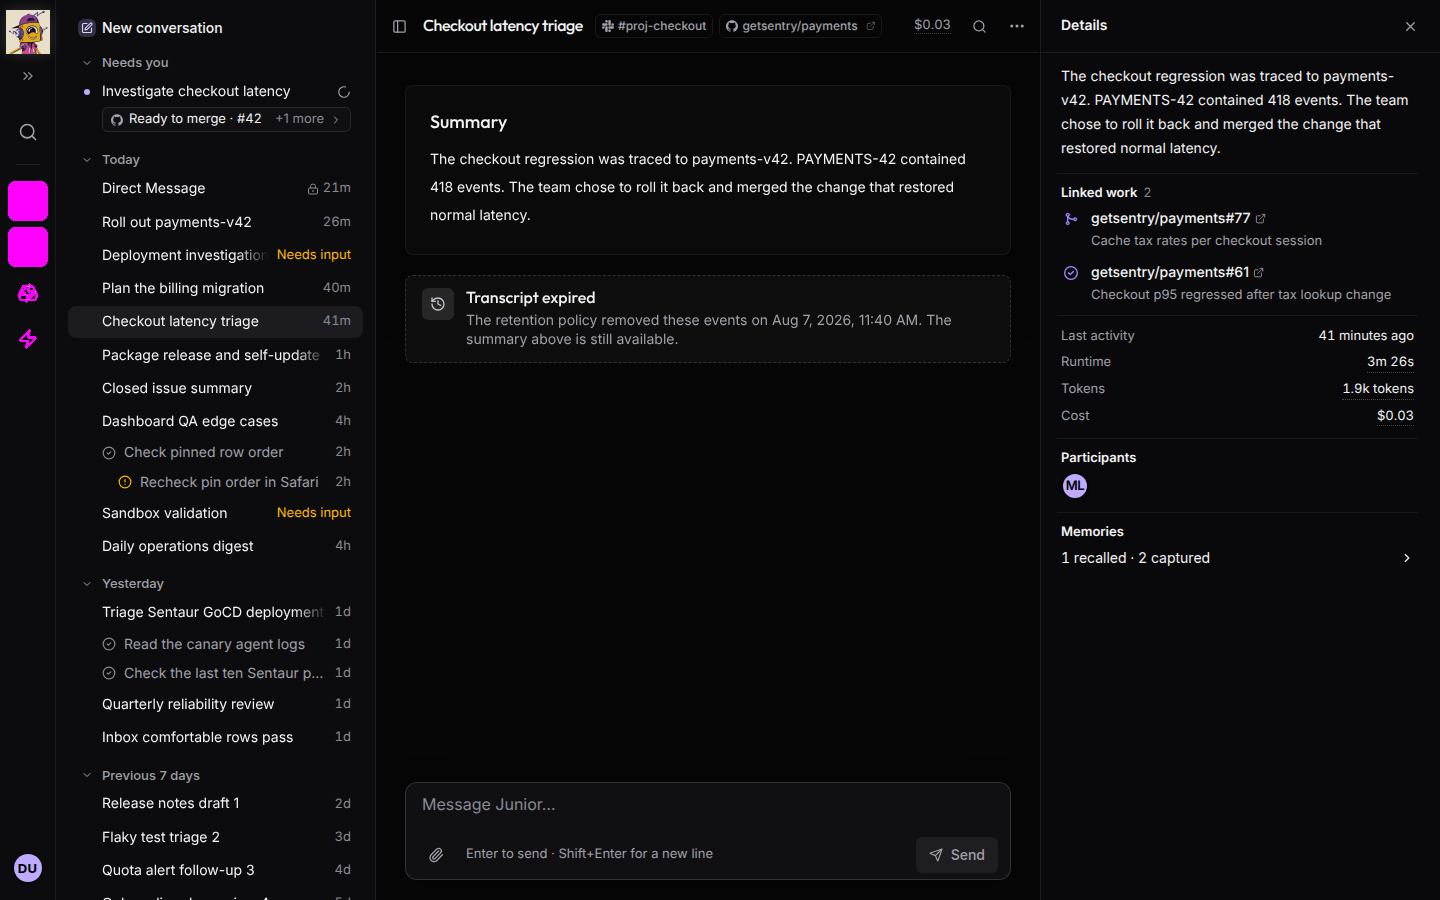 New conversation
Needs you
Investigate checkout latency
Ready to merge · #42 +1 more
Today
Direct Message 21m
Roll out payments-v42 26m
Deployment investigation Needs input
Plan the billing migration 40m
Checkout latency triage 41m
Package release and self-update 1h
Closed issue summary 2h
Dashboard QA edge cases 4h
Check pinned row order 2h
Recheck pin order in Safari 2h
Sandbox validation Needs input
Daily operations digest 4h
Yesterday
Triage Sentaur GoCD deployment 1d
Read the canary agent logs 1d
Check the last ten Sentaur p... 1d
Quarterly reliability review 1d
Inbox comfortable rows pass 1d
Previous 7 days
Release notes draft 1 2d
Flaky test triage 2 3d
Quota alert follow-up 3 4d
DU
Checkout latency triage #proj-checkout getsentry/payments $0.03
Summary
The checkout regression was traced to payments-v42. PAYMENTS-42 contained
418 events. The team chose to roll it back and merged the change that restored
normal latency.
Transcript expired
The retention policy removed these events on Aug 7, 2026, 11:40 AM. The
summary above is still available.
Message Junior...
Enter to send · Shift+Enter for a new line
Send
Details
The checkout regression was traced to payments-
v42. PAYMENTS-42 contained 418 events. The team
chose to roll it back and merged the change that
restored normal latency.
Linked work 2
getsentry/payments#77
Cache tax rates per checkout session
getsentry/payments#61
Checkout p95 regressed after tax lookup change
Last activity 41 minutes ago
Runtime 3m 26s
Tokens 1.9k tokens
Cost $0.03
Participants
ML
Memories
1 recalled · 2 captured